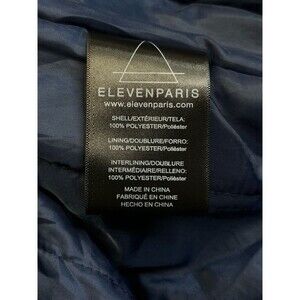 ELEVENPARIS
www.elevenparis.com
SHELL/EXTÉRIEUR/TELA:
100% POLYESTER/Poliéster
LINING/DOUBLURE/FORRO:
100% POLYESTER/Poliéster
INTERLINING/DOUBLURE
INTERMÉDIAIRE/RELLENO:
100% POLYESTER/Poliéster
MADE IN CHINA
FABRIQUÉ EN CHINE
HECHO EN CHINA